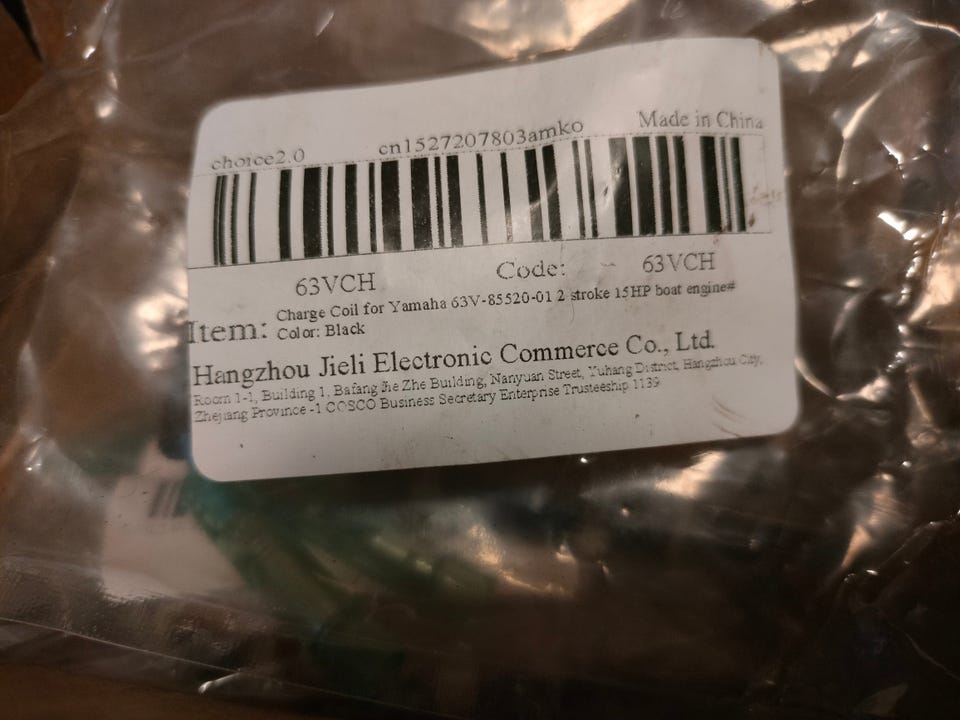 choice2.0 cn1527207803amko Made in China
63VCH Code: 63VCH
Item: Charge Coil for Yamaha 63V-85520-01 2 stroke 15HP boat engine#
Color: Black
Hangzhou Jieli Electronic Commerce Co., Ltd.
Room 1-1, Building 1, Bafang Jie Zhe Building, Nanyuan Street, Yuhang District, Hangzhou City,
Zhejiang Province -1 COSCO Business Secretary Enterprise Trusteeship 1139